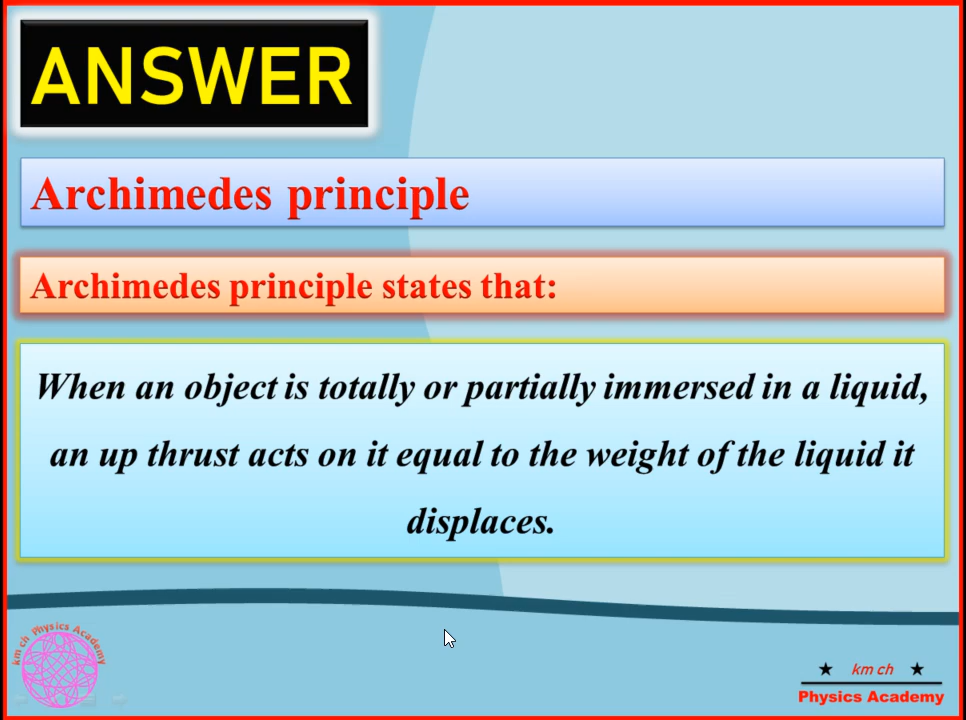 ANSWER
Archimedes principle
Archimedes principle states that:
When an object is totally or partially immersed in a liquid,
an up thrust acts on it equal to the weight of the liquid it
displaces.
km ch Physics Academy
km ch
Physics Academy